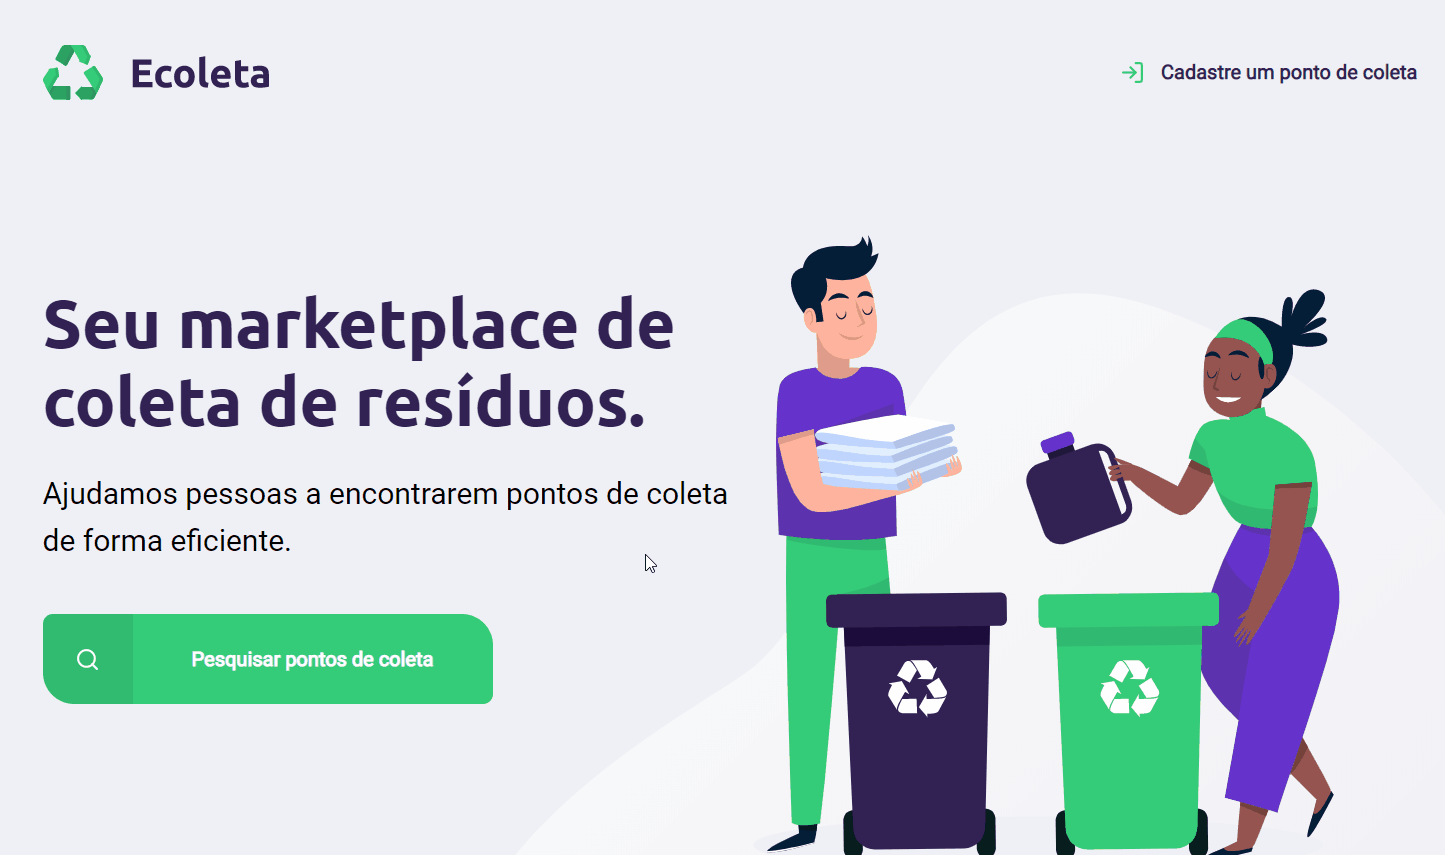 Ecoleta
Cadastre um ponto de coleta
Seu marketplace de
coleta de resíduos.
Ajudamos pessoas a encontrarem pontos de coleta
de forma eficiente.
Pesquisar pontos de coleta